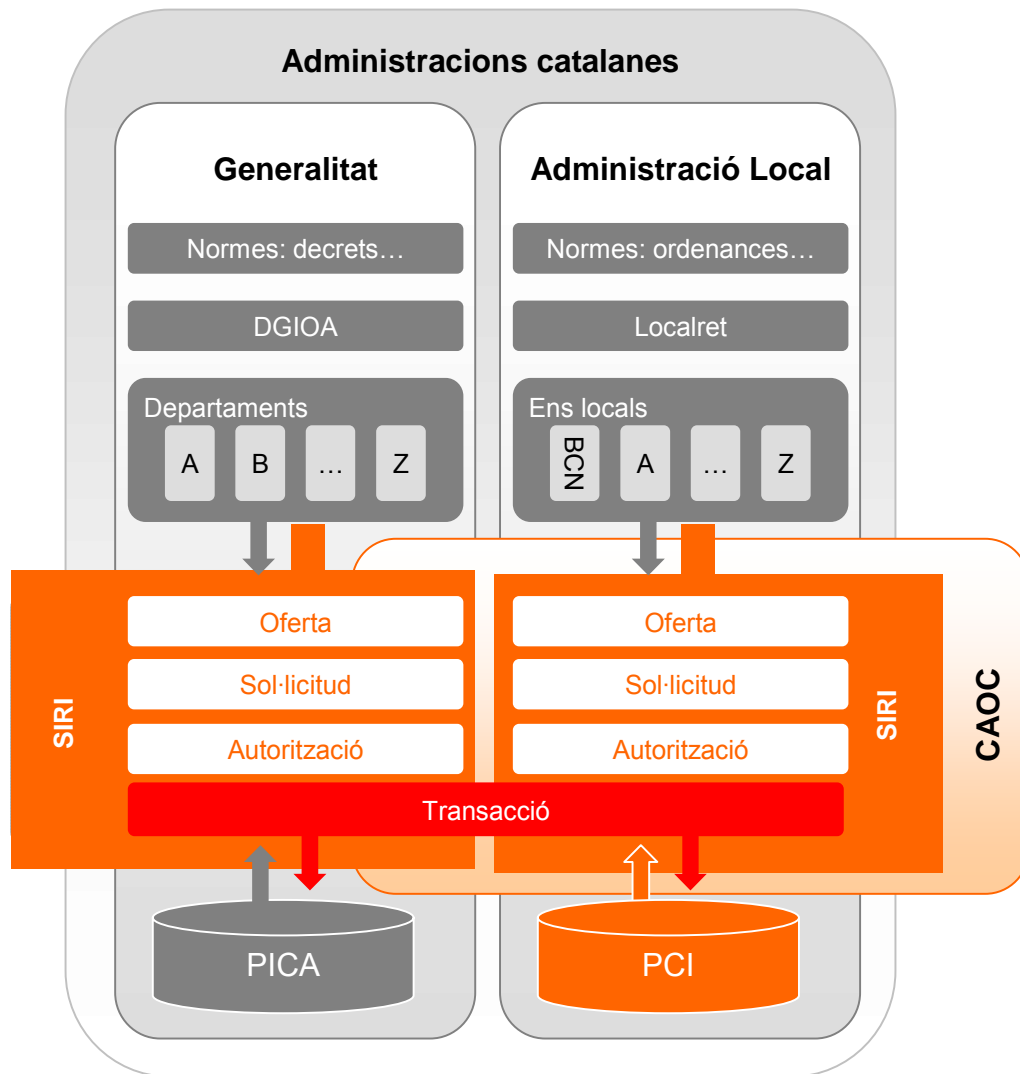 Administracions catalanes
Generalitat
Normes: decrets…
DGIOA
Departaments
A B … Z
Administració Local
Normes: ordenances…
Localret
Ens locals
BCN A … Z
SIRI
Oferta
Sol·licitud
Autorització
Oferta
Sol·licitud
Autorització
SIRI
CAOC
Transacció
PICA
PCI